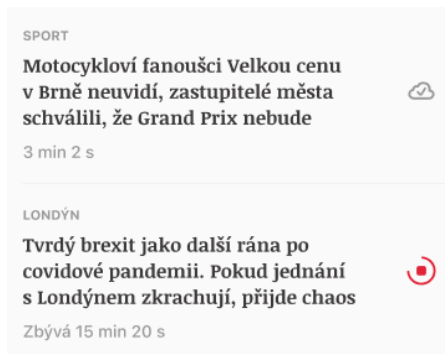 SPORT
Motocykloví fanoušci Velkou cenu
v Brně neuvidí, zastupitelé města
schválili, že Grand Prix nebude
3 min 2 s
LONDÝN
Tvrdý brexit jako další rána po
covidové pandemii. Pokud jednání
s Londýnem zkrachují, přijde chaos
Zbývá 15 min 20 s